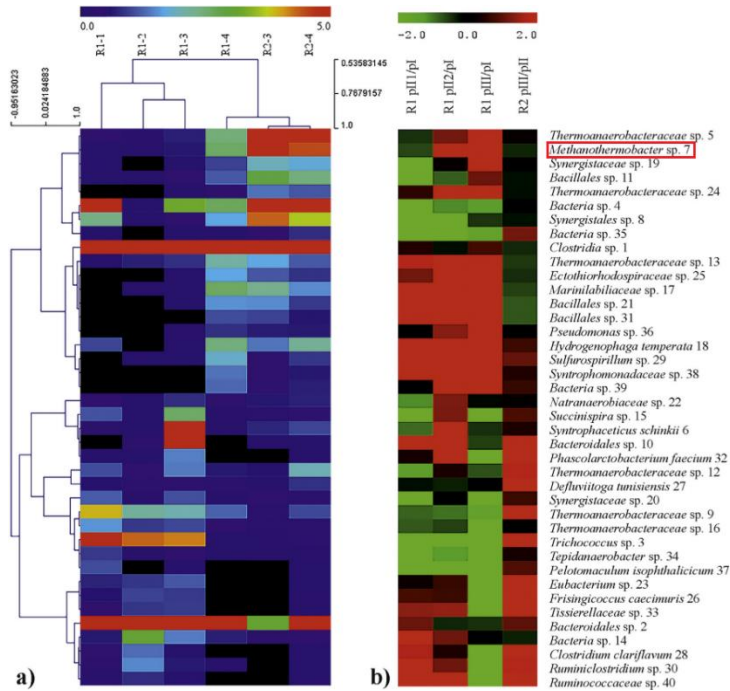 0.0 5.0
-2.0 0.0 2.0
R1-1 R1-2 R1-3 R1-4 R2-3 R2-4
R1 pII1/pI R1 pII2/pI R1 pIII/pI R2 pIII/pII
0.53583145
0.7679157
1.0
-0.95163023 0.024184883 1.0
Thermoanaerobacteraceae sp. 5
Methanothermobacter sp. 7
Synergistaceae sp. 19
Bacillales sp. 11
Thermoanaerobacteraceae sp. 24
Bacteria sp. 4
Synergistales sp. 8
Bacteria sp. 35
Clostridia sp. 1
Thermoanaerobacteraceae sp. 13
Ectothiorhodospiraceae sp. 25
Marinilabiliaceae sp. 17
Bacillales sp. 21
Bacillales sp. 31
Pseudomonas sp. 36
Hydrogenophaga temperata 18
Sulfurospirillum sp. 29
Syntrophomonadaceae sp. 38
Bacteria sp. 39
Natranaerobiaceae sp. 22
Succinispira sp. 15
Syntrophaceticus schinkii 6
Bacteroidales sp. 10
Phascolarctobacterium faecium 32
Thermoanaerobacteraceae sp. 12
Defluviitoga tunisiensis 27
Synergistaceae sp. 20
Thermoanaerobacteraceae sp. 9
Thermoanaerobacteraceae sp. 16
Trichococcus sp. 3
Tepidanaerobacter sp. 34
Pelotomaculum isophthalicicum 37
Eubacterium sp. 23
Frisingicoccus caecimuris 26
Tissierellaceae sp. 33
Bacteroidales sp. 2
Bacteria sp. 14
Clostridium clariflavum 28
Ruminiclostridium sp. 30
Ruminococcaceae sp. 40
a) b)